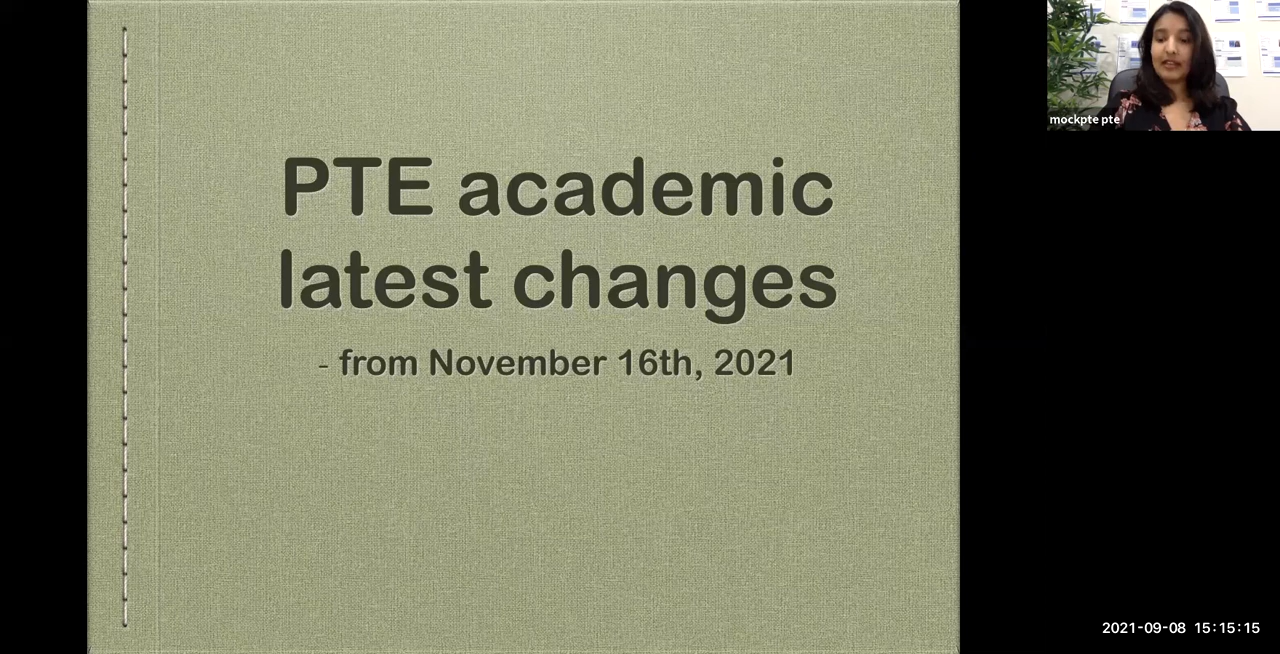 PTE academic
latest changes
- from November 16th, 2021
mockpte pte
2021-09-08 15:15:15